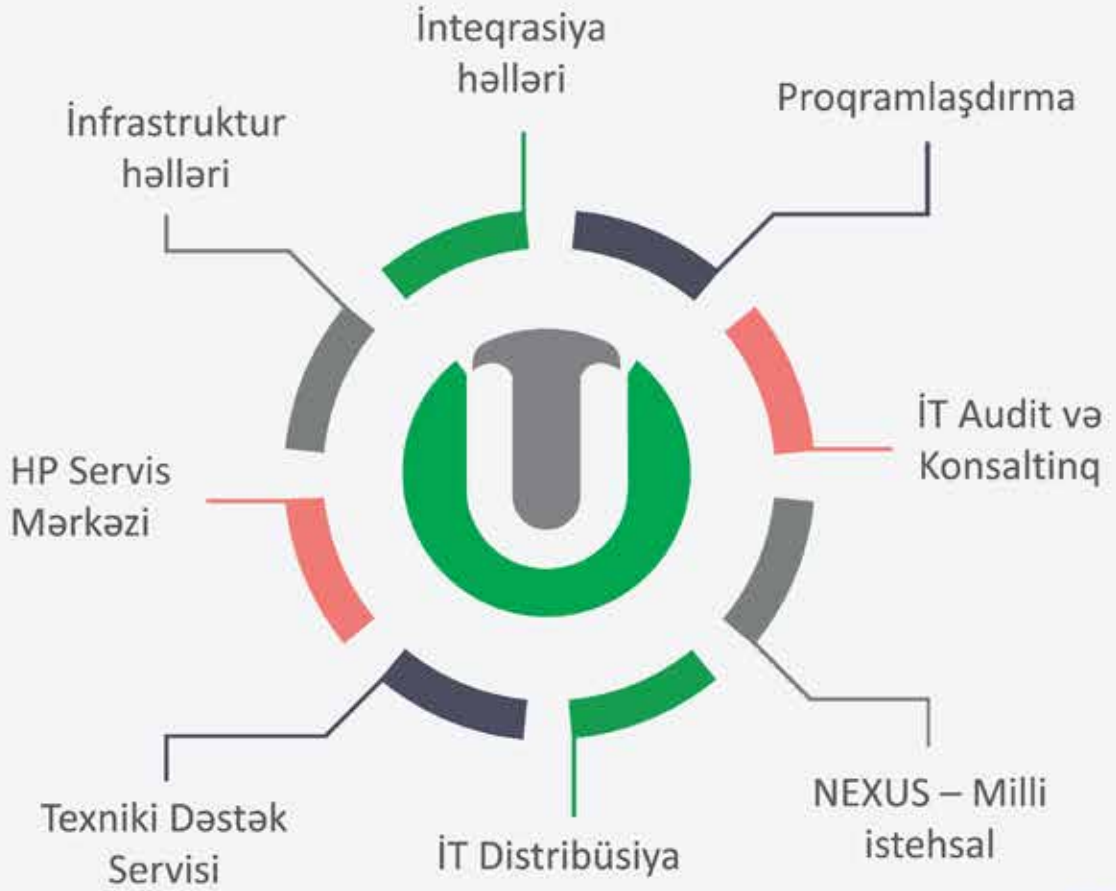 İnteqrasiya
həlləri
Proqramlaşdırma
İnfrastruktur
həlləri
İT Audit və
Konsaltinq
HP Servis
Mərkəzi
NEXUS – Milli
istehsal
Texniki Dəstək
Servisi
İT Distribüsiya